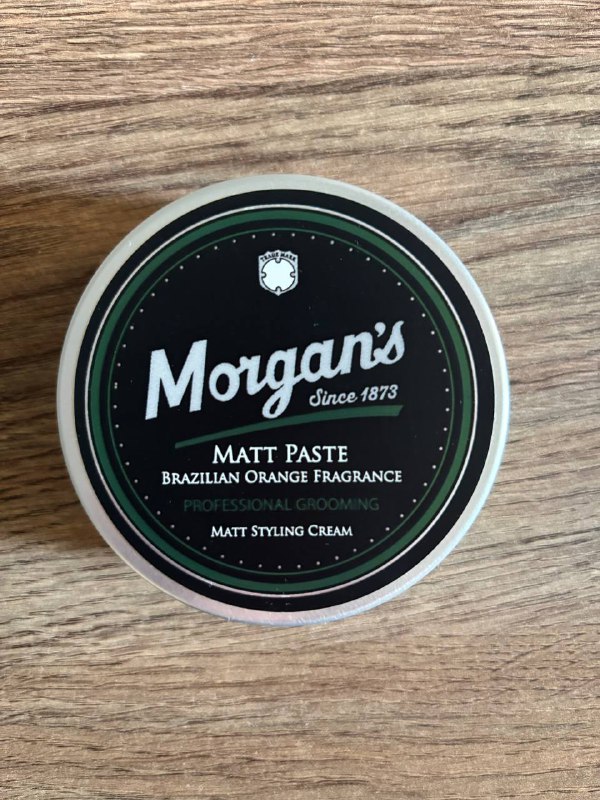 TRADE MARK
Morgan's
Since 1873
MATT PASTE
BRAZILIAN ORANGE FRAGRANCE
PROFESSIONAL GROOMING
MATT STYLING CREAM